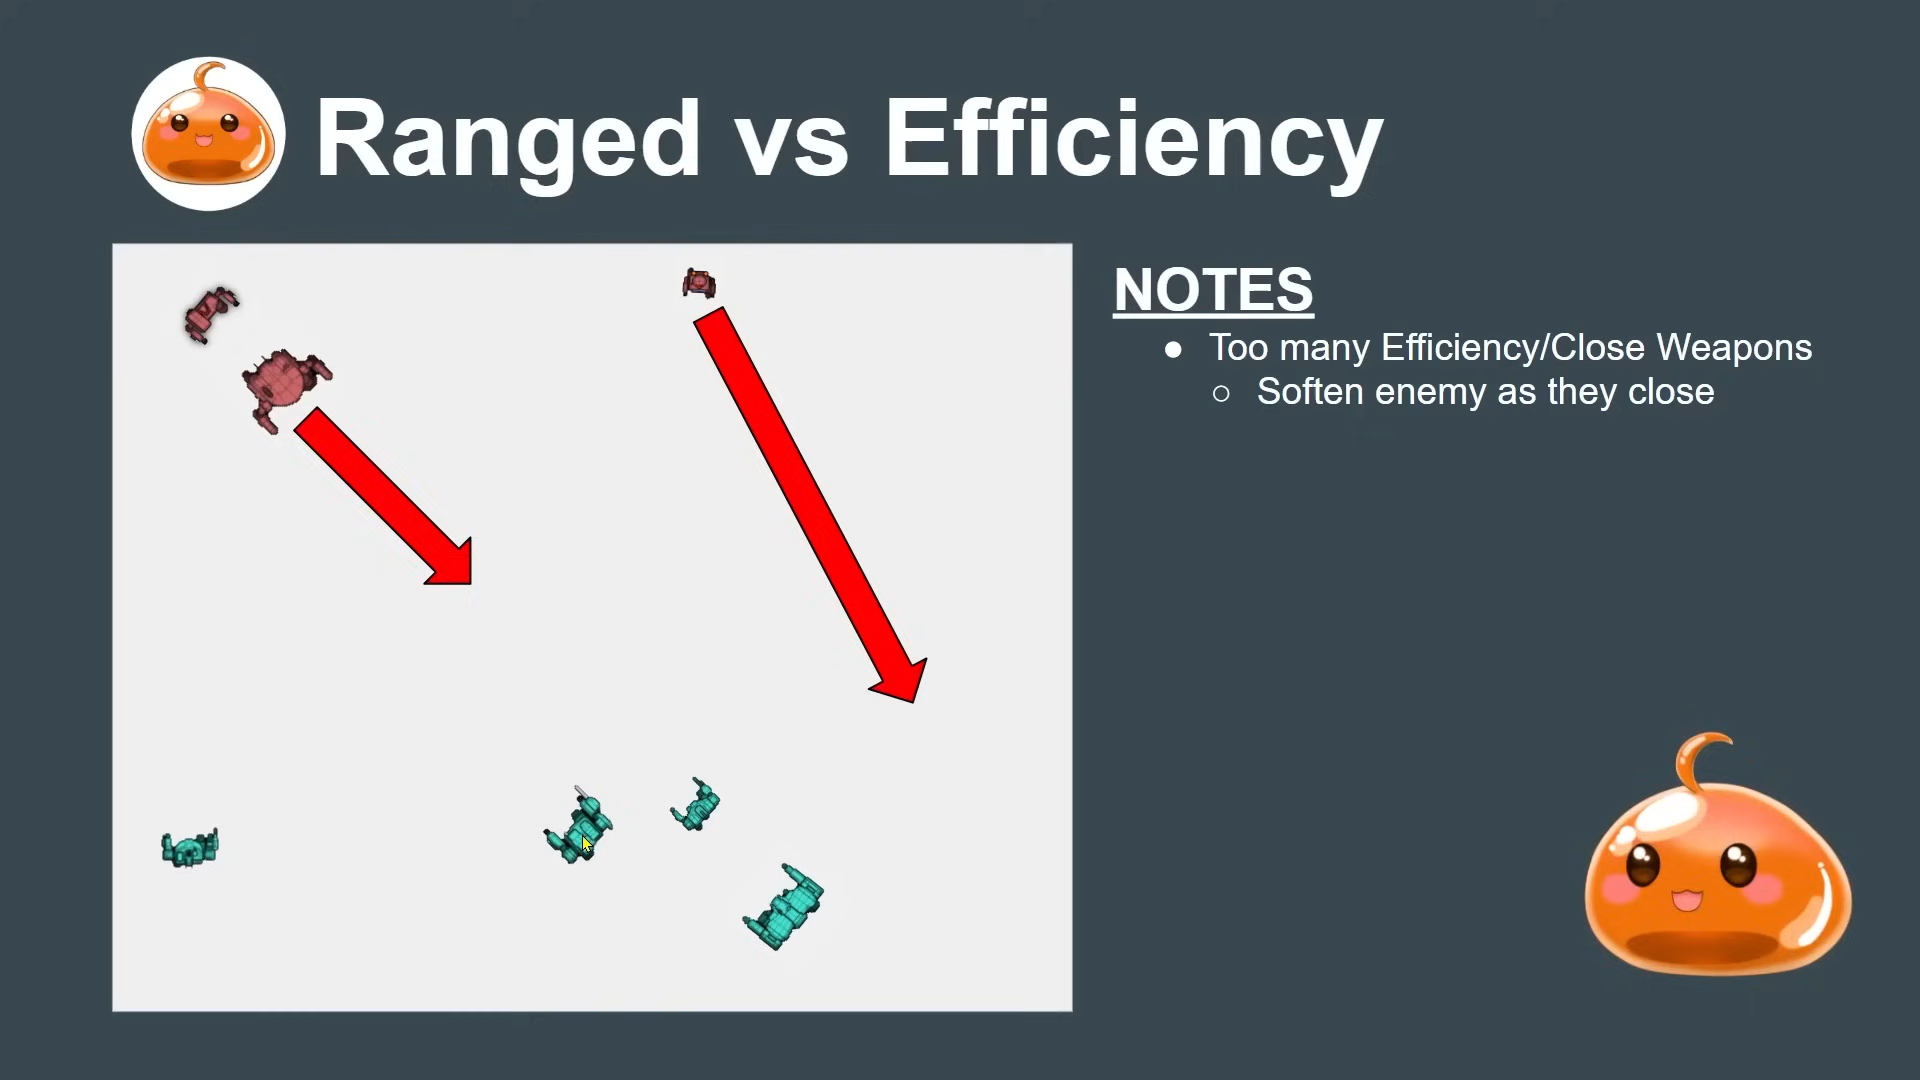 Ranged vs Efficiency
NOTES
● Too many Efficiency/Close Weapons
○ Soften enemy as they close